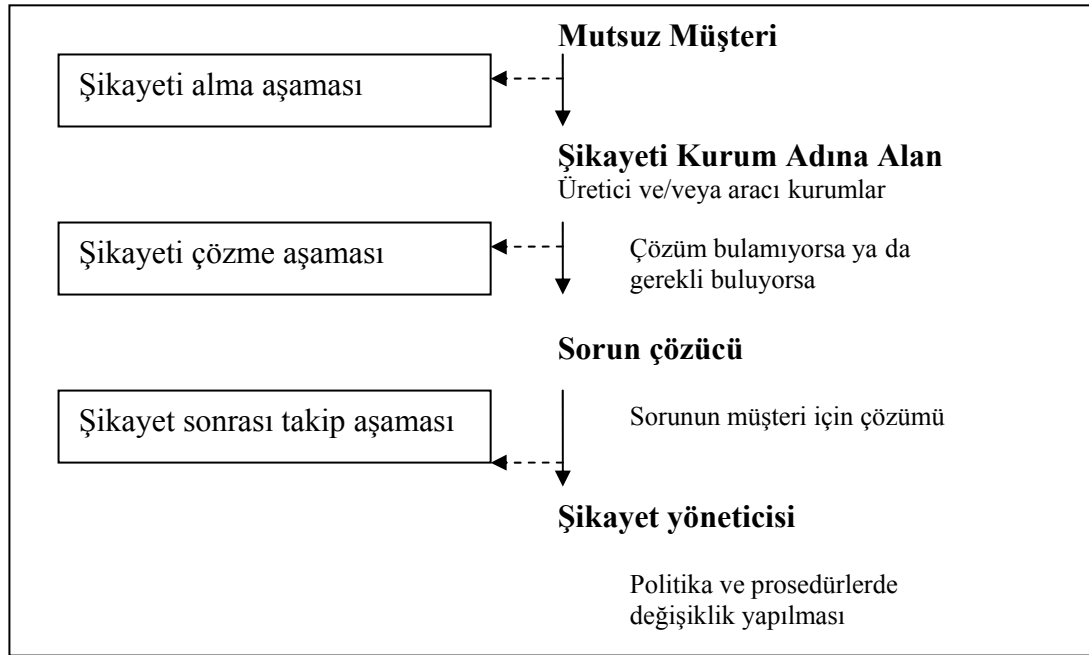 Mutsuz Müşteri
Şikayeti alma aşaması
Şikayeti Kurum Adına Alan
Üretici ve/veya aracı kurumlar
Şikayeti çözme aşaması
Çözüm bulamıyorsa ya da
gerekli buluyorsa
Sorun çözücü
Şikayet sonrası takip aşaması
Sorunun müşteri için çözümü
Şikayet yöneticisi
Politika ve prosedürlerde
değişiklik yapılması